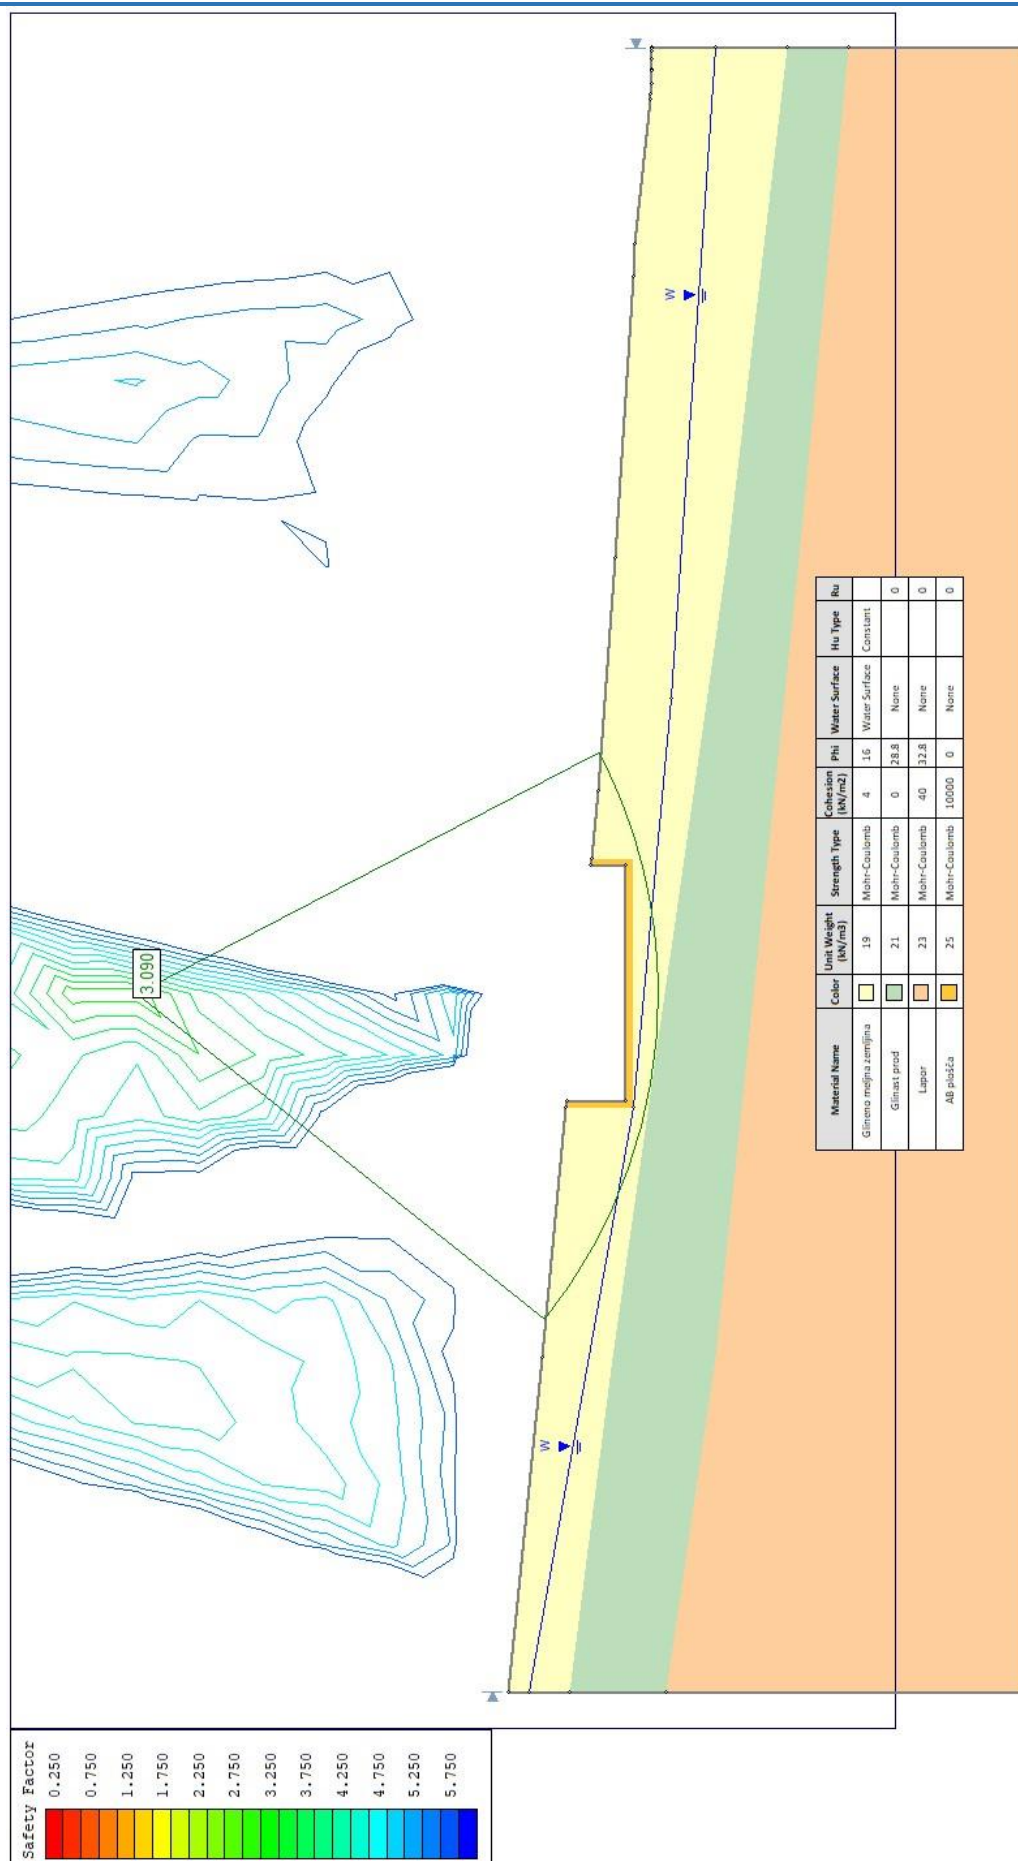 Safety Factor
0.250
0.750
1.250
1.750
2.250
2.750
3.250
3.750
4.250
4.750
5.250
5.750
3.090
W
W
Material Name Color Unit Weight (kN/m3) Strength Type Cohesion (kN/m2) Phi Water Surface Hu Type Ru
Glineno meljna zemljina 19 Mohr-Coulomb 4 16 Water Surface Constant
Glinast prod 21 Mohr-Coulomb 0 28.8 None 0
Lapor 23 Mohr-Coulomb 40 32.8 None 0
AB plošča 25 Mohr-Coulomb 10000 0 None 0